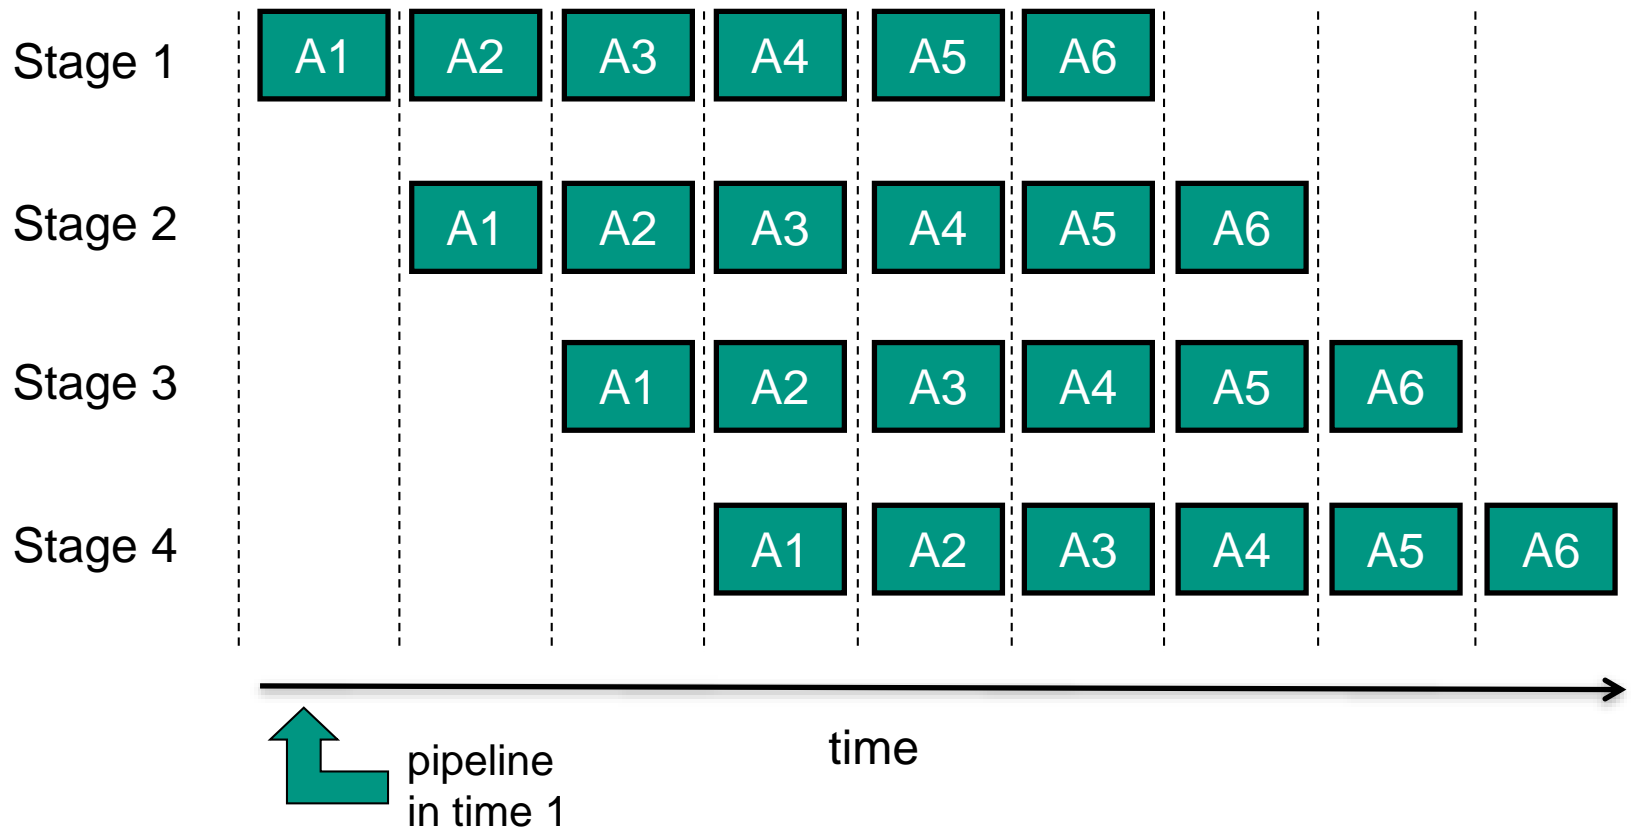 Stage 1 A1 A2 A3 A4 A5 A6
Stage 2 A1 A2 A3 A4 A5 A6
Stage 3 A1 A2 A3 A4 A5 A6
Stage 4 A1 A2 A3 A4 A5 A6
time
pipeline
in time 1